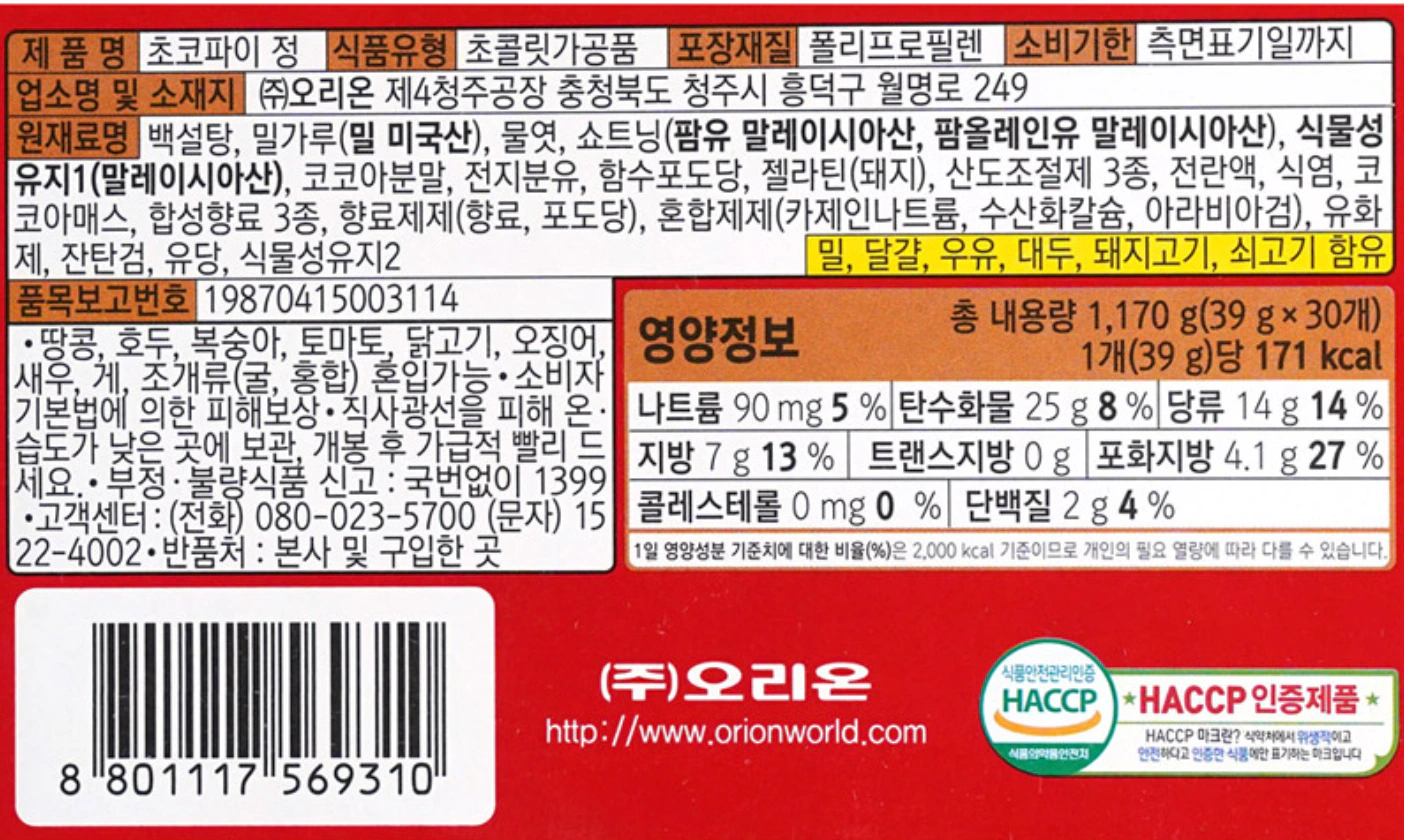 제 품 명 초코파이 정 식품유형 초콜릿가공품 포장재질 폴리프로필렌 소비기한 측면표기일까지
업소명 및 소재지 ㈜오리온 제4청주공장 충청북도 청주시 흥덕구 월명로 249
원재료명 백설탕, 밀가루(밀 미국산), 물엿, 쇼트닝(팜유 말레이시아산, 팜올레인유 말레이시아산), 식물성
유지1(말레이시아산), 코코아분말, 전지분유, 함수포도당, 젤라틴(돼지), 산도조절제 3종, 전란액, 식염, 코
코아매스, 합성향료 3종, 향료제제(향료, 포도당), 혼합제제(카제인나트륨, 수산화칼슘, 아라비아검), 유화
제, 잔탄검, 유당, 식물성유지2
밀, 달걀, 우유, 대두, 돼지고기, 쇠고기 함유
품목보고번호 19870415003114
•땅콩, 호두, 복숭아, 토마토, 닭고기, 오징어,
새우, 게, 조개류(굴, 홍합) 혼입가능•소비자
기본법에 의한 피해보상•직사광선을 피해 온·
습도가 낮은 곳에 보관, 개봉 후 가급적 빨리 드
세요.•부정·불량식품 신고 : 국번없이 1399
•고객센터 : (전화) 080-023-5700 (문자) 15
22-4002•반품처 : 본사 및 구입한 곳
영양정보
총 내용량 1,170 g(39 g × 30개)
1개(39 g)당 171 kcal
나트륨 90 mg 5 % 탄수화물 25 g 8 % 당류 14 g 14 %
지방 7 g 13 % 트랜스지방 0 g 포화지방 4.1 g 27 %
콜레스테롤 0 mg 0 % 단백질 2 g 4 %
1일 영양성분 기준치에 대한 비율(%)은 2,000 kcal 기준이므로 개인의 필요 열량에 따라 다를 수 있습니다.
8 801117 569310
(주)오리온
http://www.orionworld.com
식품안전관리인증
HACCP
식품의약품안전처
★HACCP 인증제품★
HACCP 마크란? 식약처에서 위생적이고
안전하다고 인증한 식품에만 표기하는 마크입니다